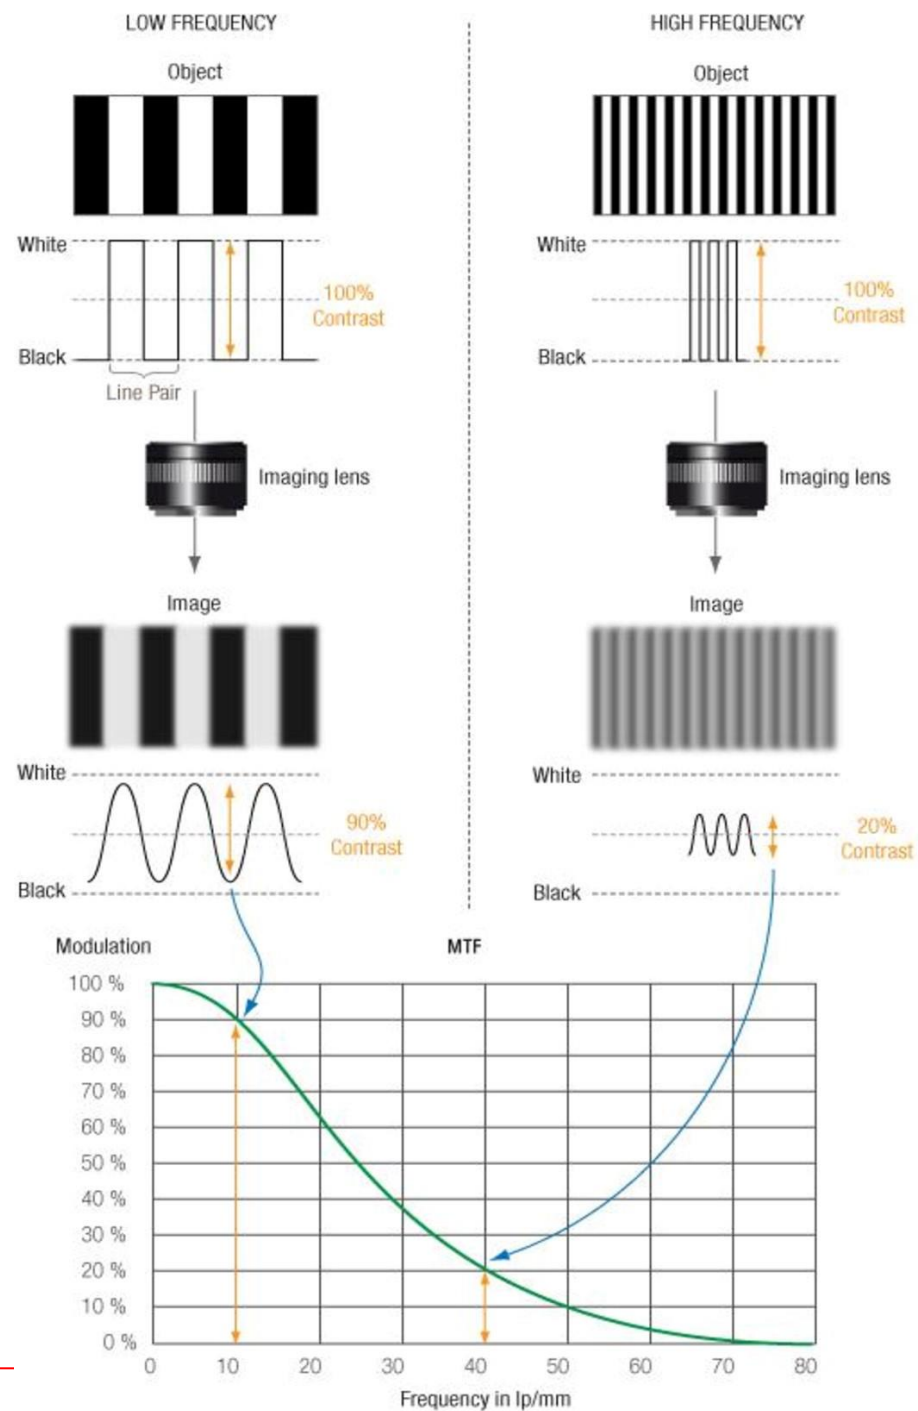 LOW FREQUENCY
Object
White
100%
Contrast
Black
Line Pair
Imaging lens
Image
White
90%
Contrast
Black
HIGH FREQUENCY
Object
White
100%
Contrast
Black
Imaging lens
Image
White
20%
Contrast
Black
Modulation
MTF
100 %
90 %
80 %
70 %
60 %
50 %
40 %
30 %
20 %
10 %
0 %
0 10 20 30 40 50 60 70 80
Frequency in lp/mm